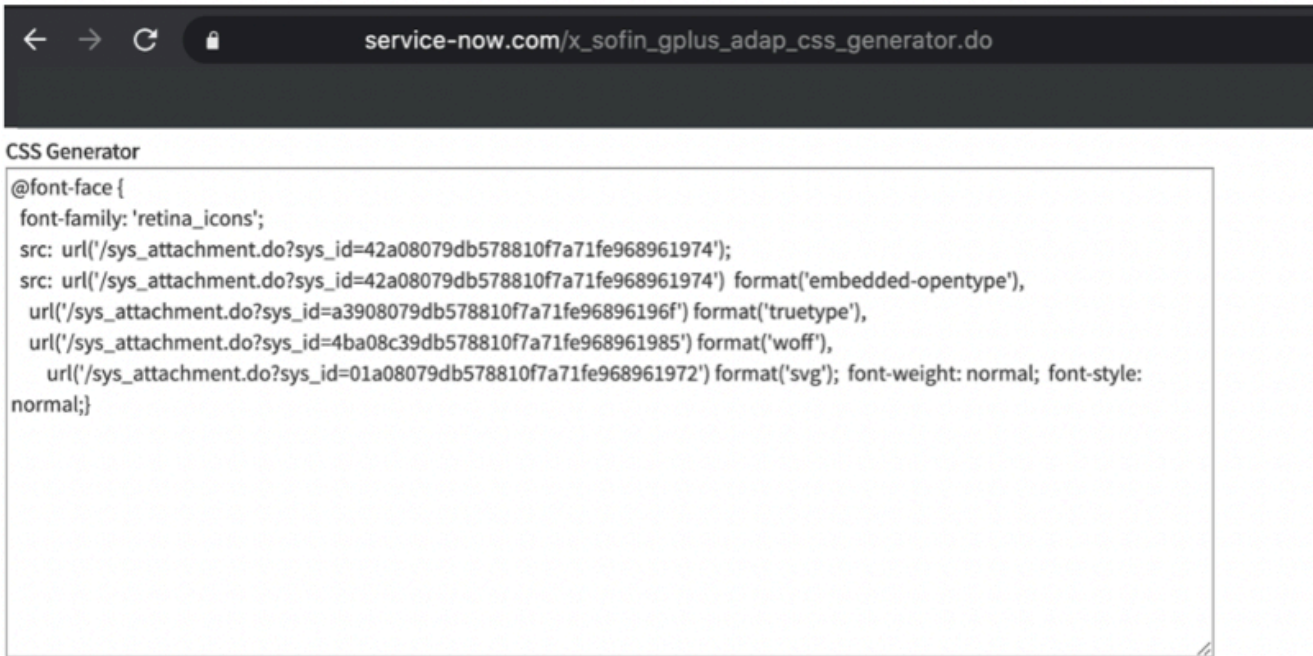 service-now.com/x_sofin_gplus_adap_css_generator.do
CSS Generator
@font-face {
font-family: 'retina_icons';
src: url('/sys_attachment.do?sys_id=42a08079db578810f7a71fe968961974');
src: url('/sys_attachment.do?sys_id=42a08079db578810f7a71fe968961974') format('embedded-opentype'),
url('/sys_attachment.do?sys_id=a3908079db578810f7a71fe96896196f') format('truetype'),
url('/sys_attachment.do?sys_id=4ba08c39db578810f7a71fe968961985') format('woff'),
url('/sys_attachment.do?sys_id=01a08079db578810f7a71fe968961972') format('svg'); font-weight: normal; font-style:
normal;}